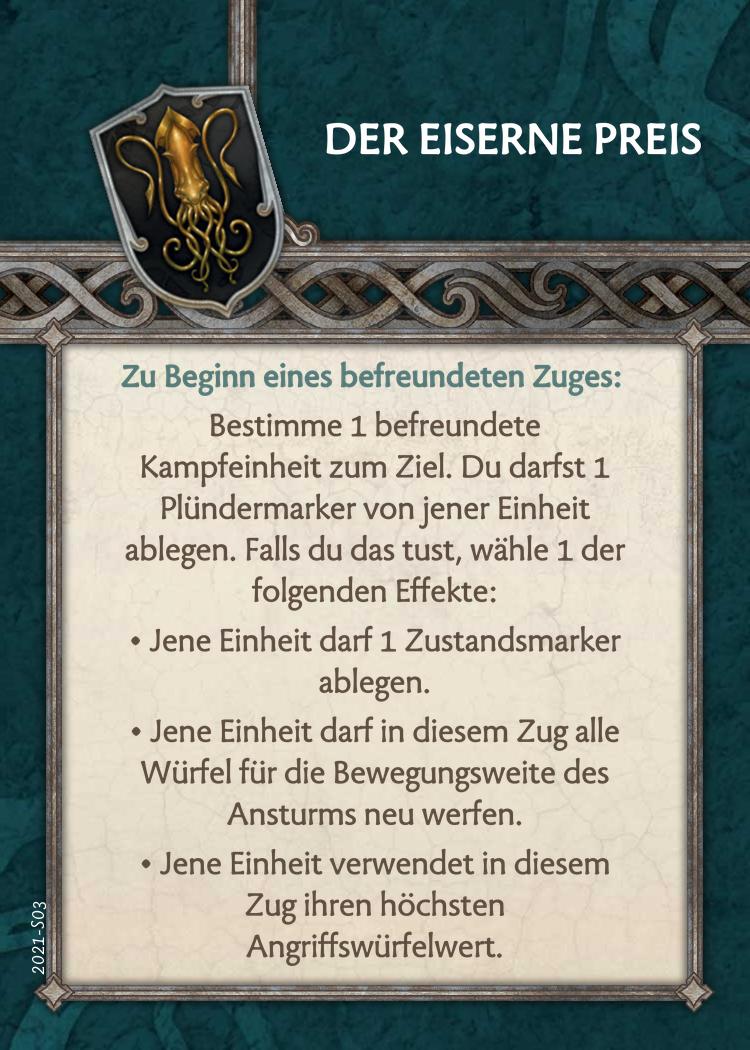 DER EISERNE PREIS
Zu Beginn eines befreundeten Zuges:
Bestimme 1 befreundete
Kampfeinheit zum Ziel. Du darfst 1
Plündermarker von jener Einheit
ablegen. Falls du das tust, wähle 1 der
folgenden Effekte:
• Jene Einheit darf 1 Zustandsmarker
ablegen.
• Jene Einheit darf in diesem Zug alle
Würfel für die Bewegungsweite des
Ansturms neu werfen.
• Jene Einheit verwendet in diesem
Zug ihren höchsten
Angriffswürfelwert.
2021-S03